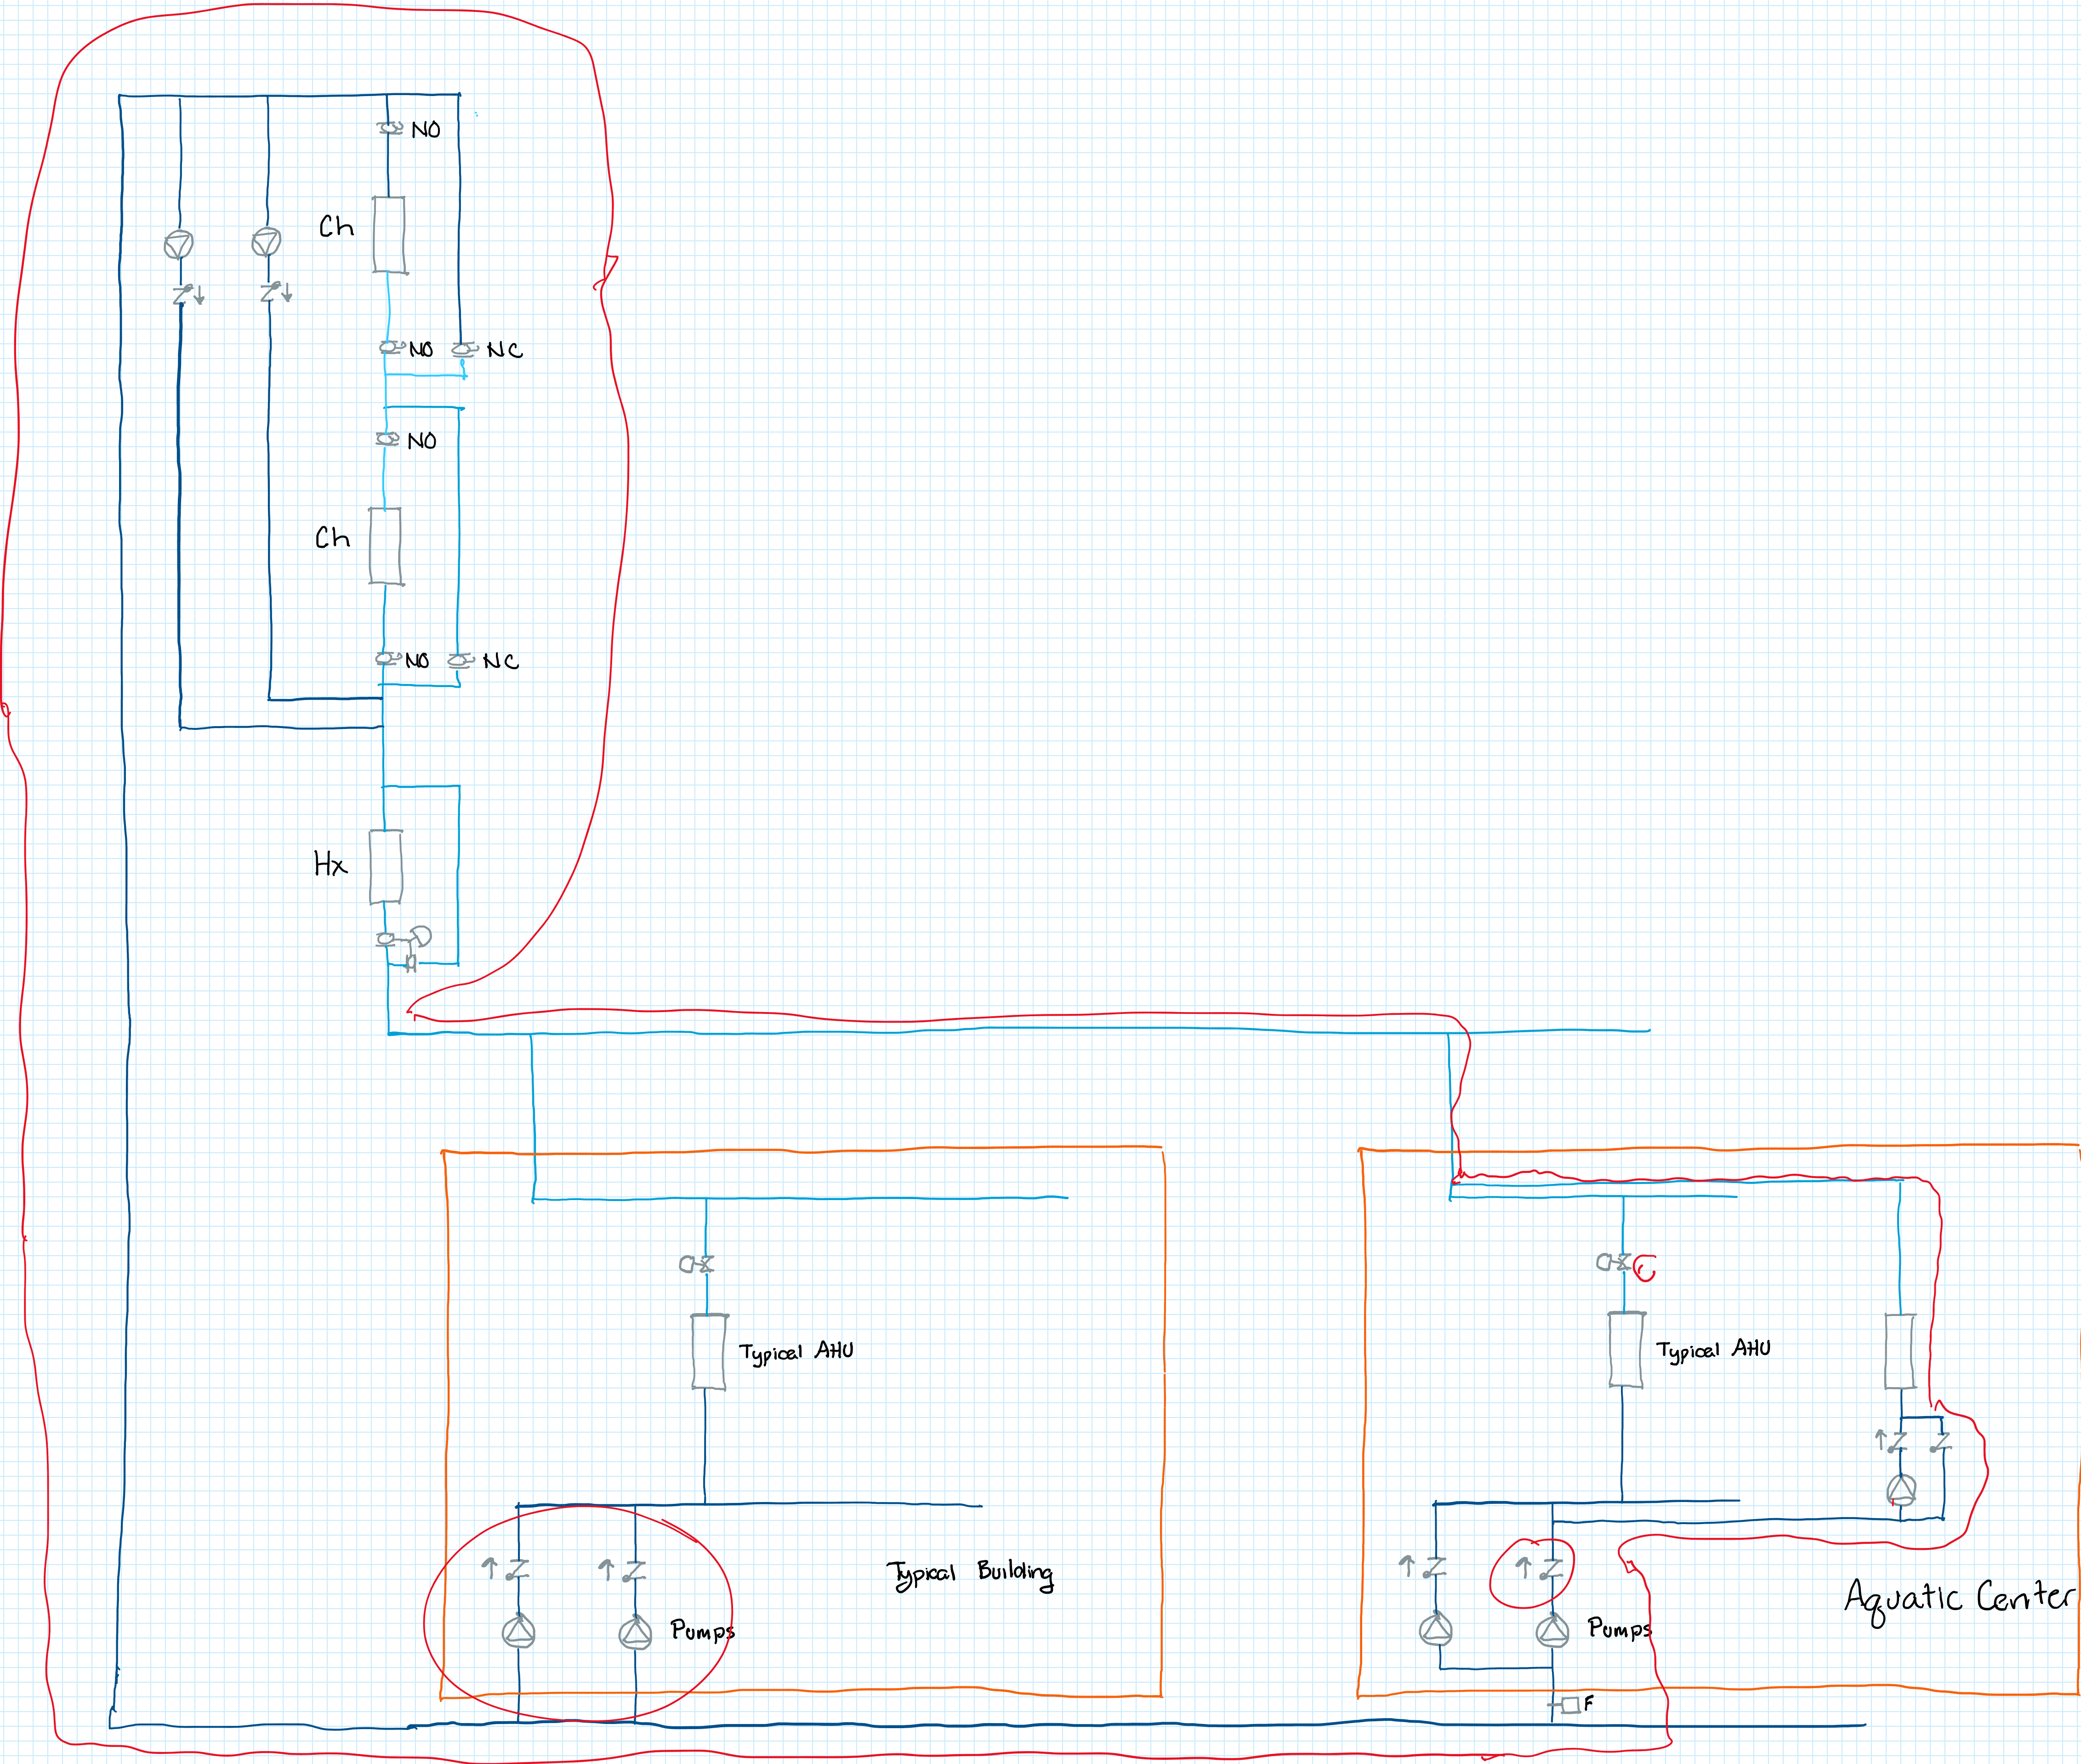 NO
Ch
NO
NC
NO
Ch
NO
NC
Hx
Typical AHU
Typical Building
Pumps
C
Typical AHU
Aquatic Center
Pumps
F